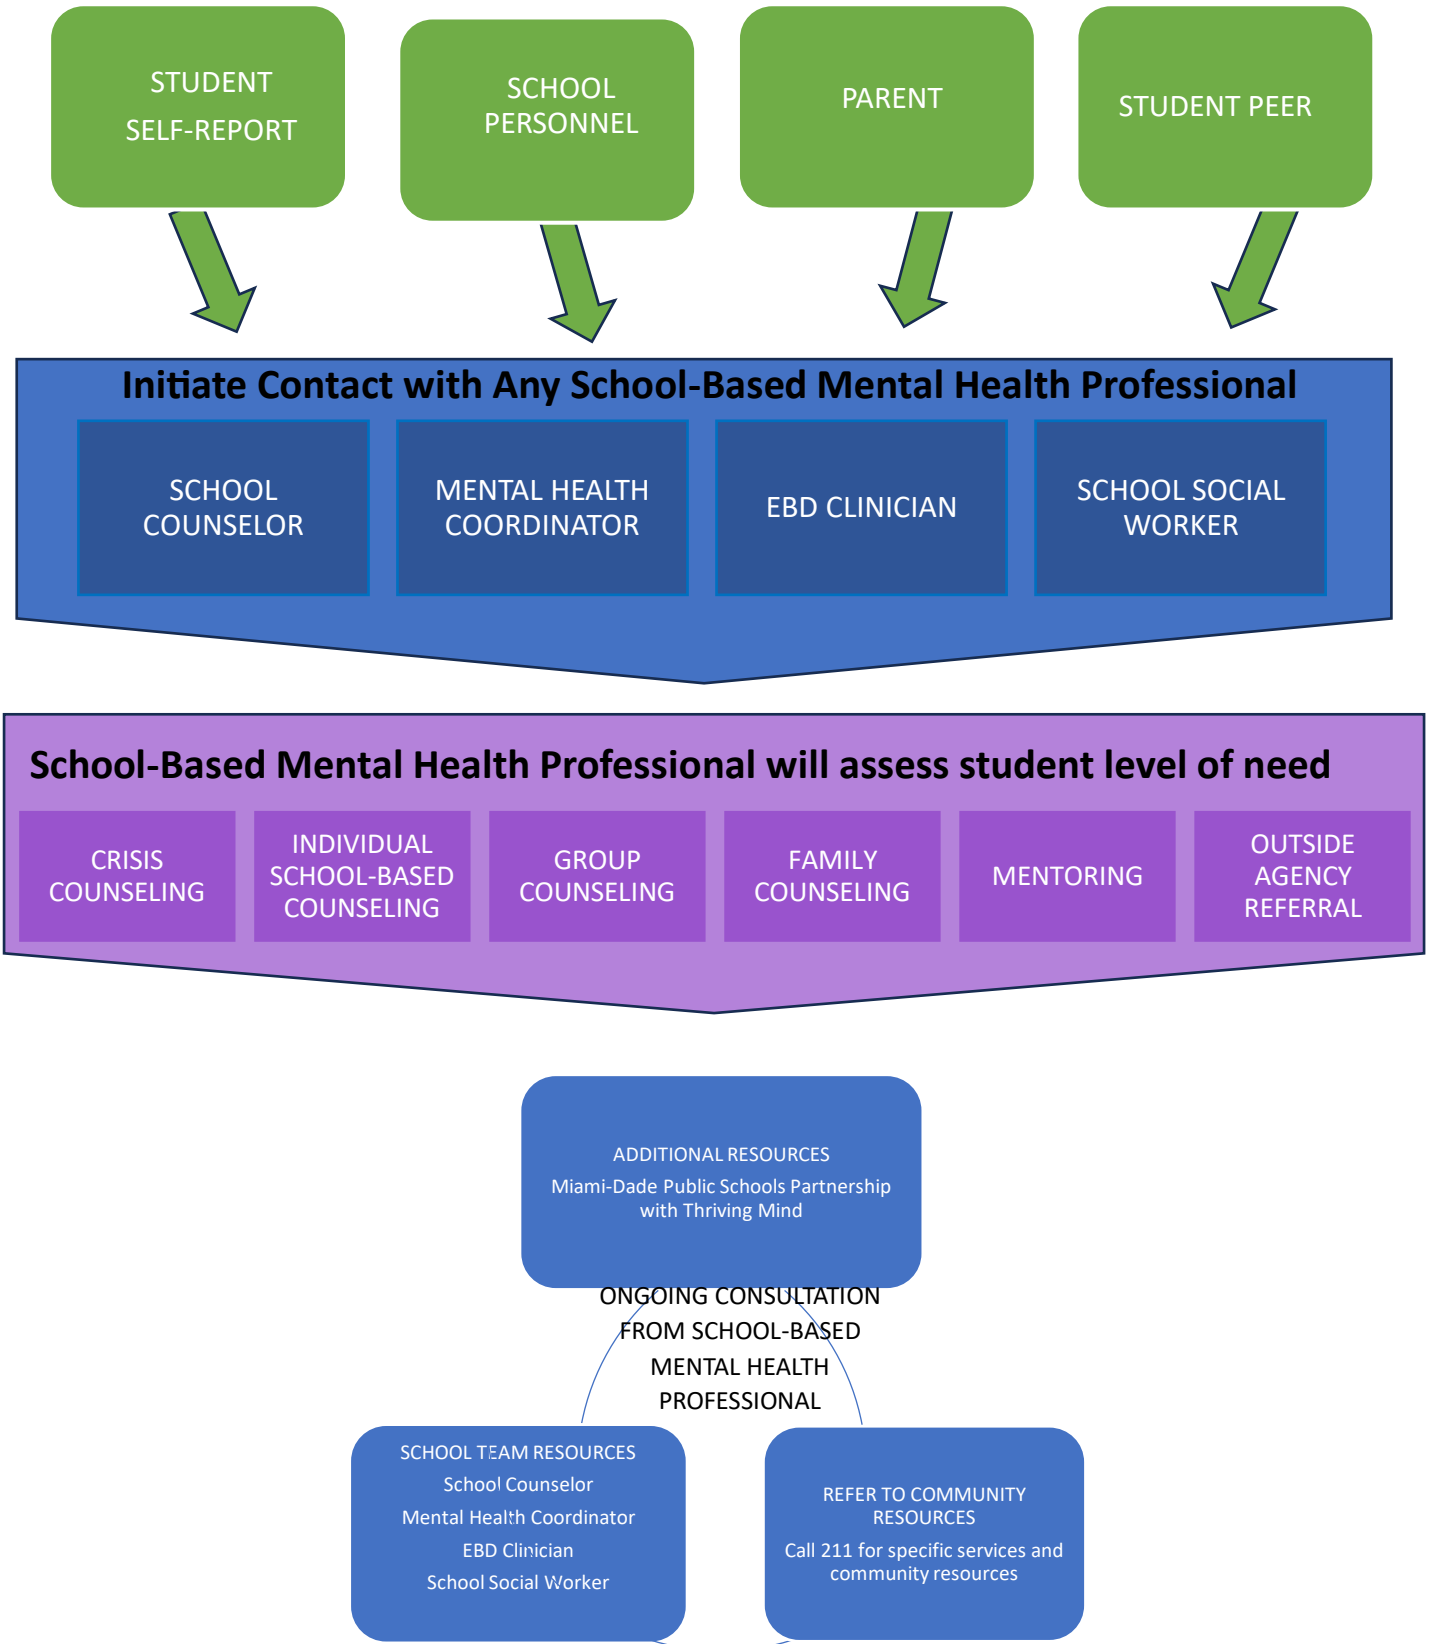 STUDENT
SELF-REPORT
SCHOOL
PERSONNEL
PARENT
STUDENT PEER
Initiate Contact with Any School-Based Mental Health Professional
SCHOOL
COUNSELOR
MENTAL HEALTH
COORDINATOR
EBD CLINICIAN
SCHOOL SOCIAL
WORKER
School-Based Mental Health Professional will assess student level of need
CRISIS
COUNSELING
INDIVIDUAL
SCHOOL-BASED
COUNSELING
GROUP
COUNSELING
FAMILY
COUNSELING
MENTORING
OUTSIDE
AGENCY
REFERRAL
ADDITIONAL RESOURCES
Miami-Dade Public Schools Partnership
with Thriving Mind
ONGOING CONSULTATION
FROM SCHOOL-BASED
MENTAL HEALTH
PROFESSIONAL
SCHOOL TEAM RESOURCES
School Counselor
Mental Health Coordinator
EBD Clinician
School Social Worker
REFER TO COMMUNITY
RESOURCES
Call 211 for specific services and
community resources